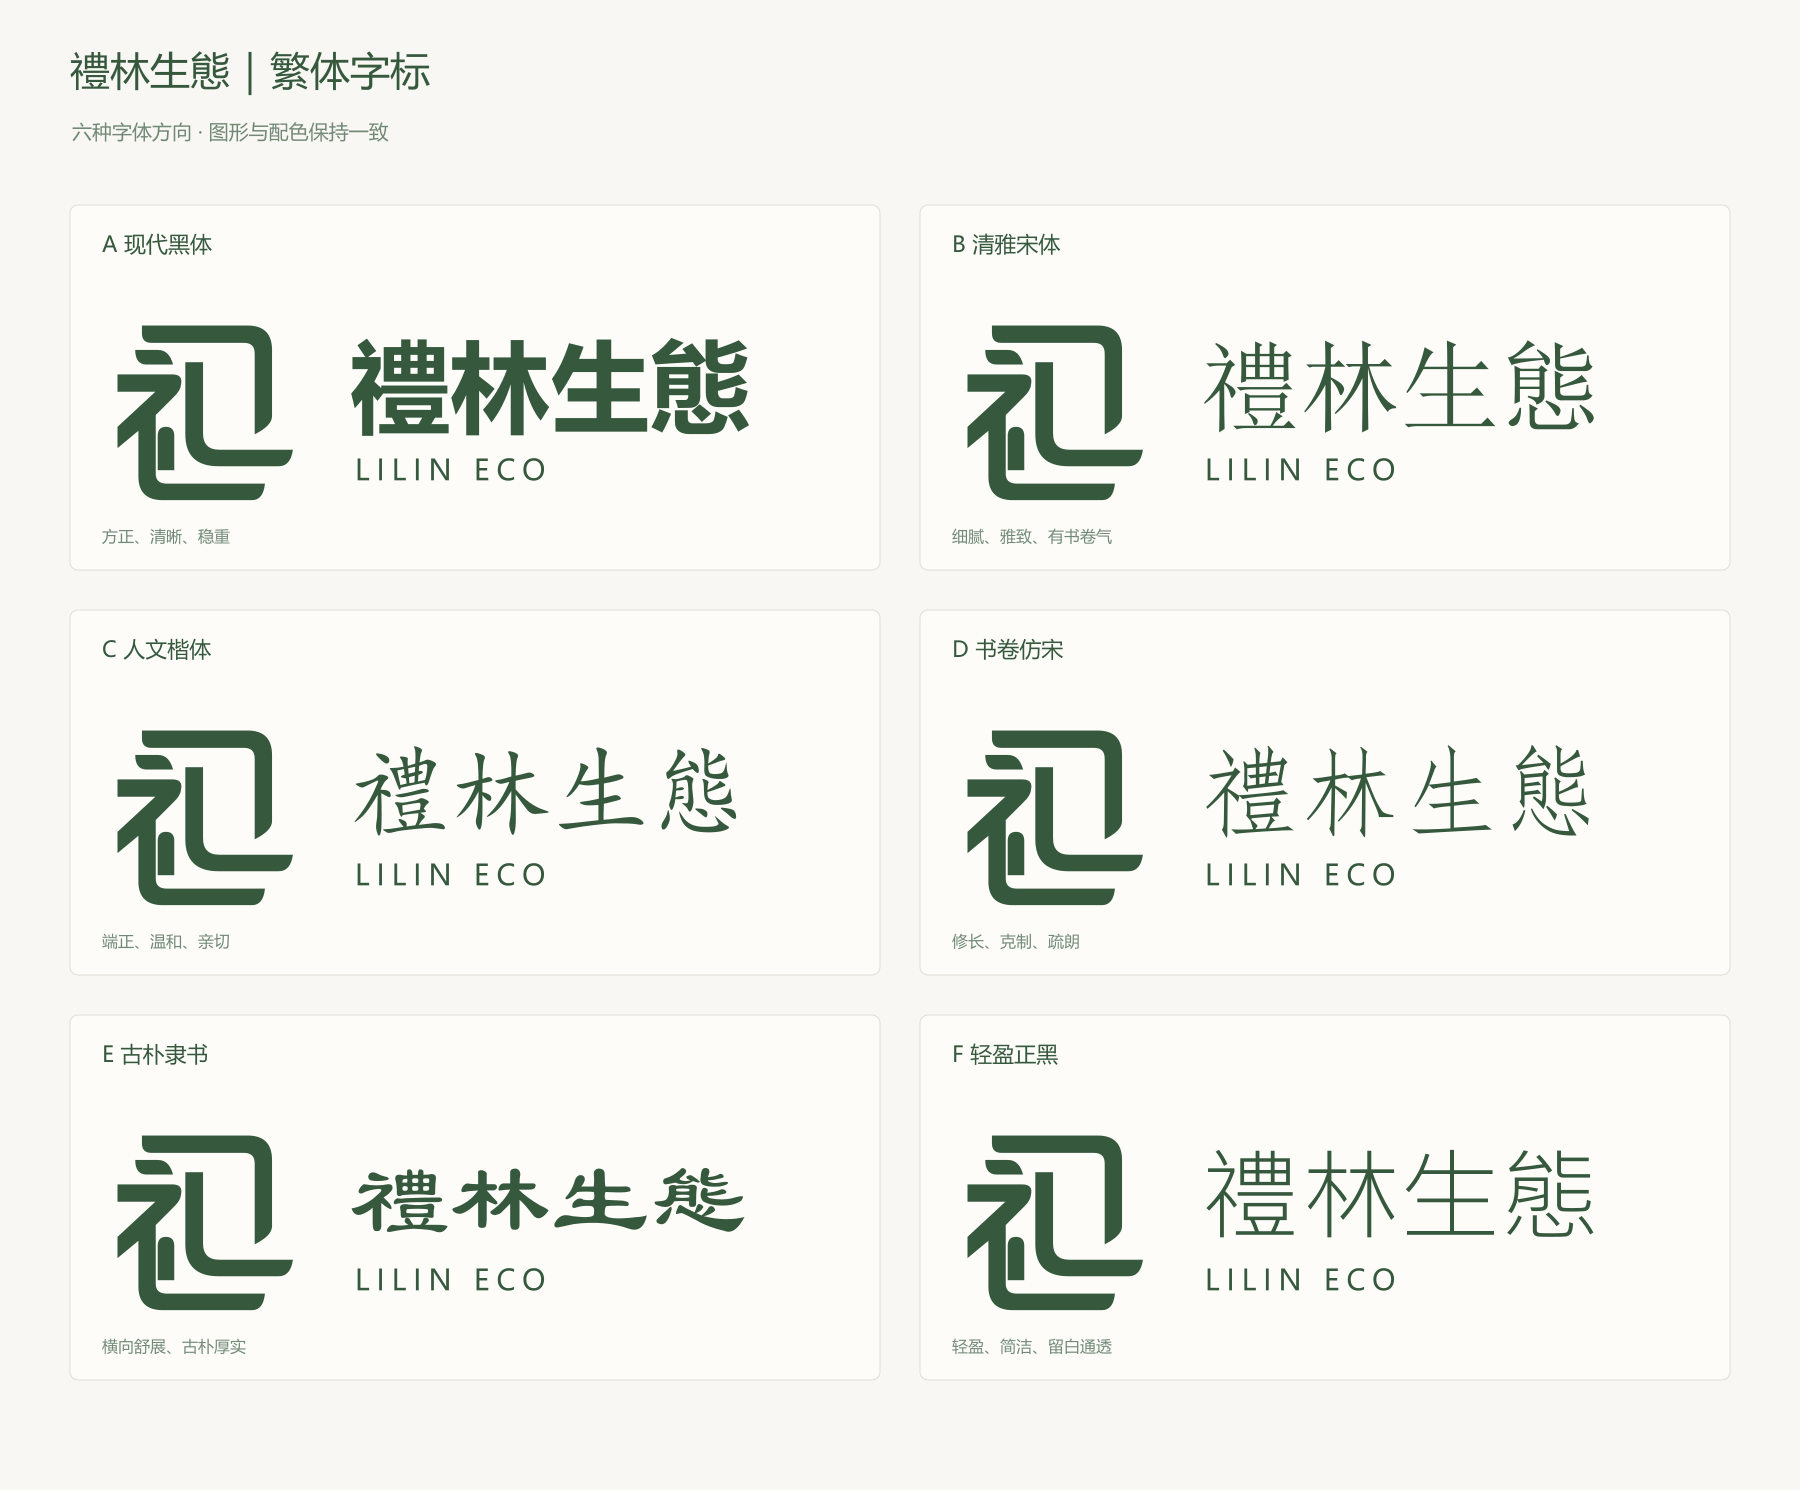 禮林生態｜繁体字标
六种字体方向 · 图形与配色保持一致
A 现代黑体
禮林生態
LILIN ECO
方正、清晰、稳重
B 清雅宋体
禮林生態
LILIN ECO
细腻、雅致、有书卷气
C 人文楷体
禮林生態
LILIN ECO
端正、温和、亲切
D 书卷仿宋
禮林生態
LILIN ECO
修长、克制、疏朗
E 古朴隶书
禮林生態
LILIN ECO
横向舒展、古朴厚实
F 轻盈正黑
禮林生態
LILIN ECO
轻盈、简洁、留白通透